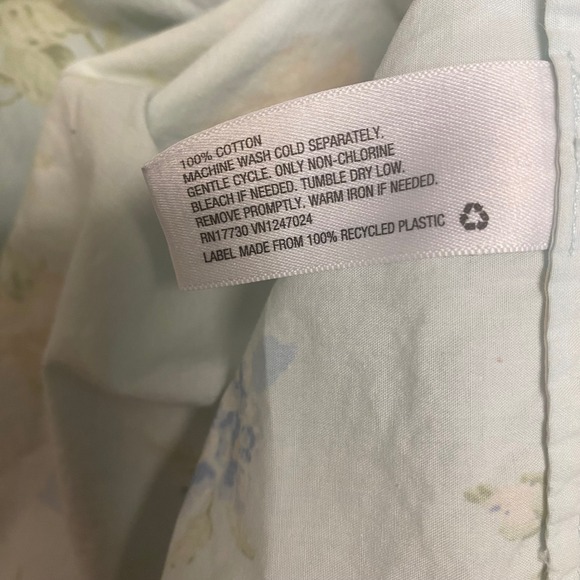 100% COTTON
MACHINE WASH COLD SEPARATELY.
GENTLE CYCLE. ONLY NON-CHLORINE
BLEACH IF NEEDED. TUMBLE DRY LOW.
REMOVE PROMPTLY. WARM IRON IF NEEDED.
RN17730 VN1247024
LABEL MADE FROM 100% RECYCLED PLASTIC